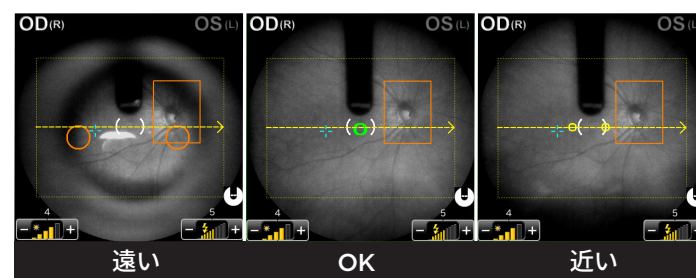 OD(R) OS(L) OD(R) OS(L) OD(R) OS(L)
4 5 4 5 4 5
− + − + − + − + − + − +
遠い OK 近い